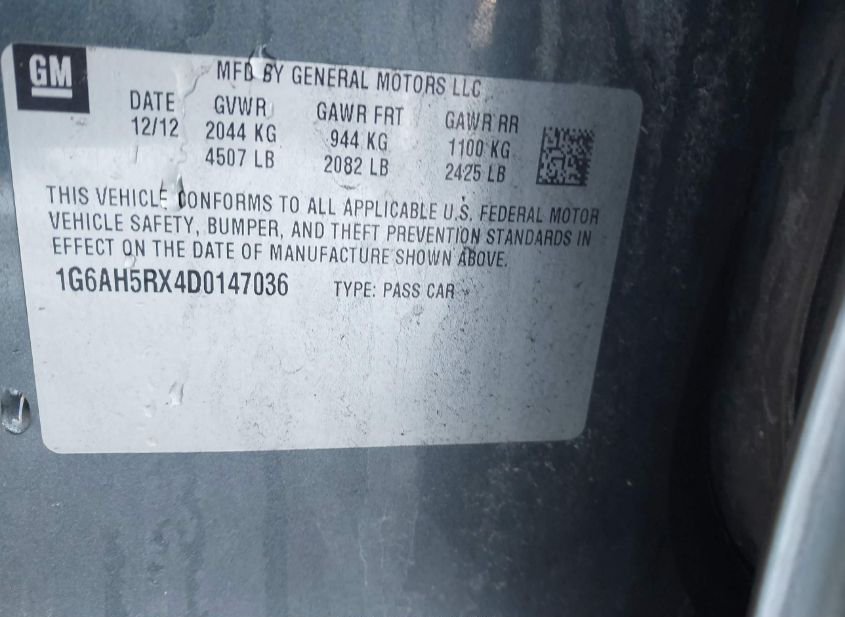 GM
MFD BY GENERAL MOTORS LLC
DATE GVWR GAWR FRT GAWR RR
12/12 2044 KG 944 KG 1100 KG
/ 4507 LB 2082 LB 2425 LB
THIS VEHICLE CONFORMS TO ALL APPLICABLE U.S. FEDERAL MOTOR
VEHICLE SAFETY, BUMPER, AND THEFT PREVENTION STANDARDS IN
EFFECT ON THE DATE OF MANUFACTURE SHOWN ABOVE.
1G6AH5RX4D0147036 TYPE: PASS CAR